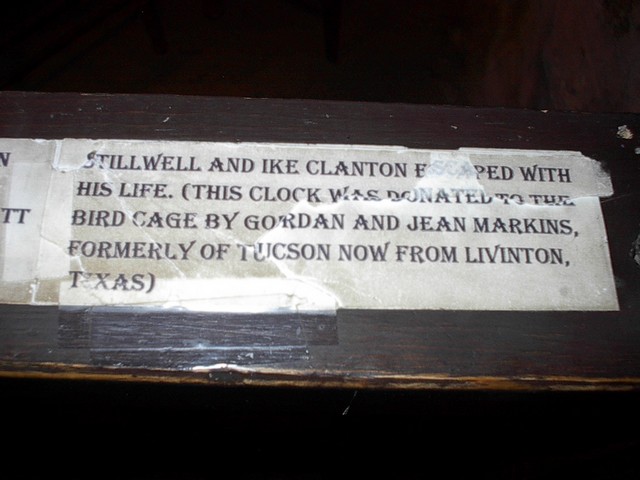 N
STILLWELL AND IKE CLANTON ESCAPED WITH
HIS LIFE. (THIS CLOCK WAS DONATED TO THE
TT
BIRD CAGE BY GORDAN AND JEAN MARKINS,
FORMERLY OF TUCSON NOW FROM LIVINTON,
TEXAS)